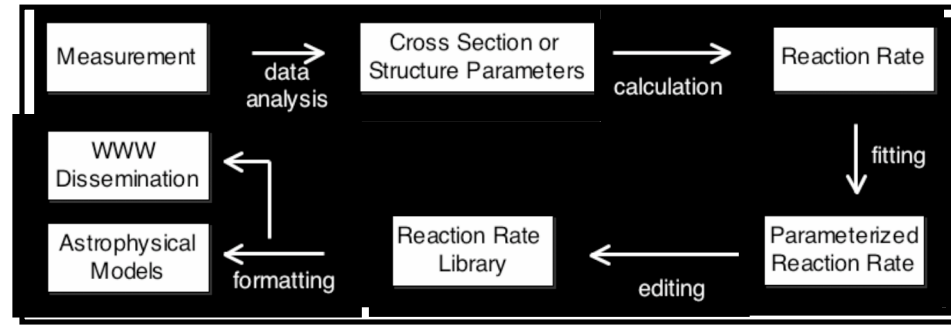 Measurement
data
analysis
Cross Section or
Structure Parameters
calculation
Reaction Rate
fitting
Parameterized
Reaction Rate
editing
Reaction Rate
Library
formatting
WWW
Dissemination
Astrophysical
Models